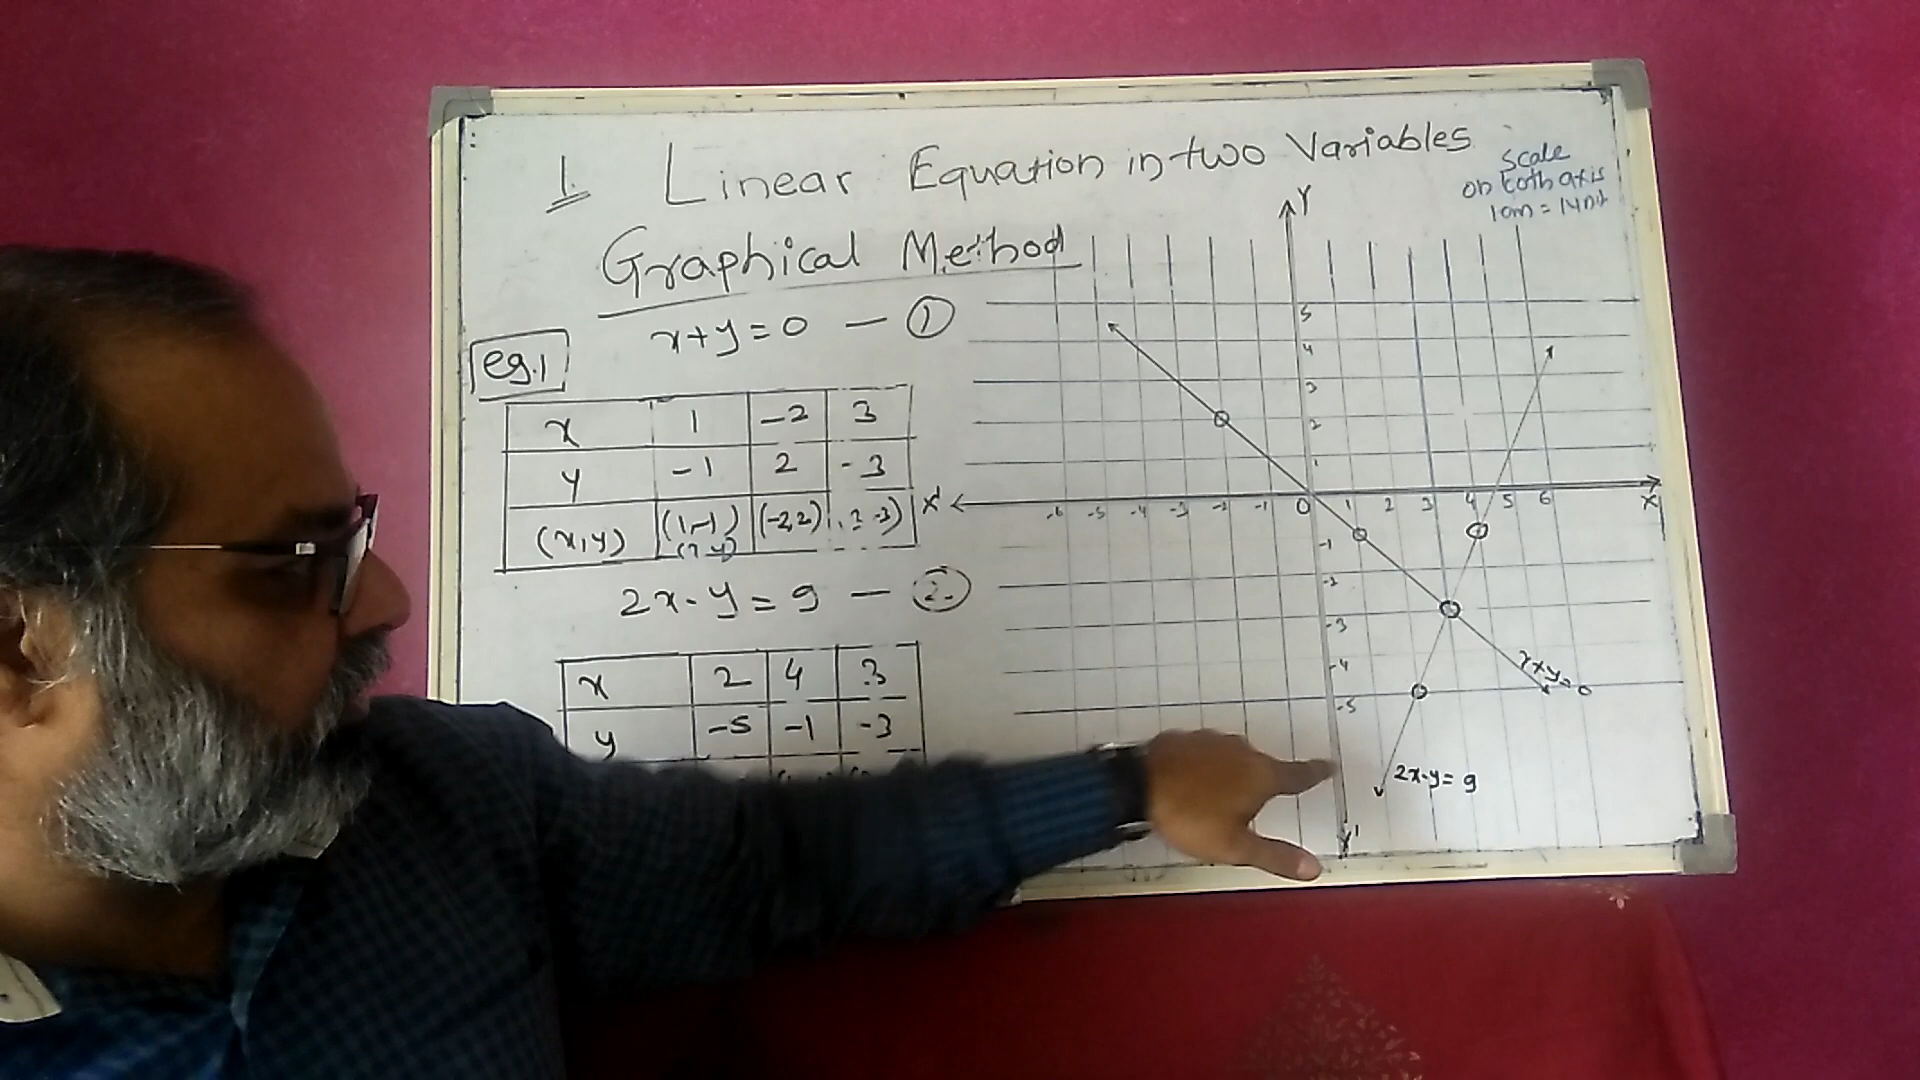 1. Linear Equation in two Variables
Scale
on both axis
1cm = 1unit
Graphical Method
eg.1
x+y=0 — ①
x 1 -2 3
y -1 2 -3
(x,y) (1,-1) (-2,2) -3)
(x,y)
2x-y=9 — ②
x 2 4 3
y -5 -1 -3
Y
5
4
3
2
1
X' -6 -5 -4 -3 -2 -1 0 1 2 3 4 5 6 X
-1
-2
-3
-4
-5
x+y=0
2x-y=9
Y'